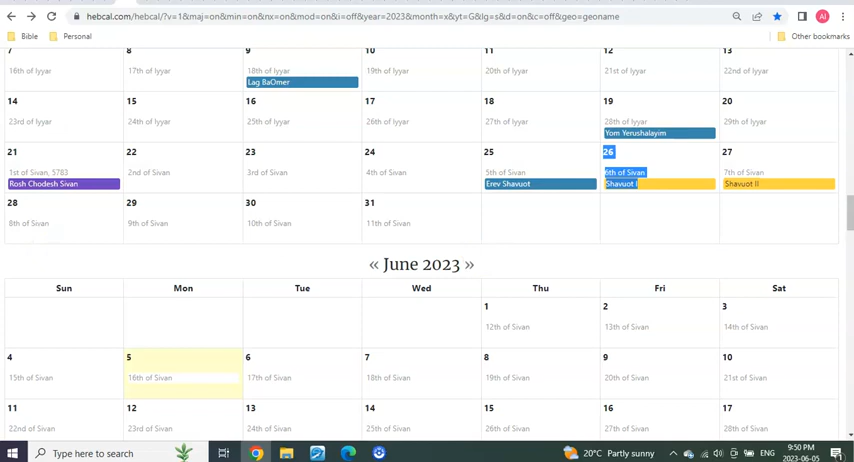 hebcal.com/hebcal/?v=1&maj=on&min=on&nx=on&mod=on&i=off&year=2023&month=x&yt=G&lg=s&d=on&c=off&geo=geoname
AI
Bible Personal Other bookmarks
7 8 9 10 11 12 13
16th of Iyyar 17th of Iyyar 18th of Iyyar 19th of Iyyar 20th of Iyyar 21st of Iyyar 22nd of Iyyar
Lag BaOmer
14 15 16 17 18 19 20
23rd of Iyyar 24th of Iyyar 25th of Iyyar 26th of Iyyar 27th of Iyyar 28th of Iyyar 29th of Iyyar
Yom Yerushalayim
21 22 23 24 25 26 27
1st of Sivan, 5783 2nd of Sivan 3rd of Sivan 4th of Sivan 5th of Sivan 6th of Sivan 7th of Sivan
Rosh Chodesh Sivan Erev Shavuot Shavuot I Shavuot II
28 29 30 31
8th of Sivan 9th of Sivan 10th of Sivan 11th of Sivan
« June 2023 »
Sun Mon Tue Wed Thu Fri Sat
1 2 3
12th of Sivan 13th of Sivan 14th of Sivan
4 5 6 7 8 9 10
15th of Sivan 16th of Sivan 17th of Sivan 18th of Sivan 19th of Sivan 20th of Sivan 21st of Sivan
11 12 13 14 15 16 17
22nd of Sivan 23rd of Sivan 24th of Sivan 25th of Sivan 26th of Sivan 27th of Sivan 28th of Sivan
Type here to search 20°C Partly sunny ENG 9:50 PM
2023-06-05